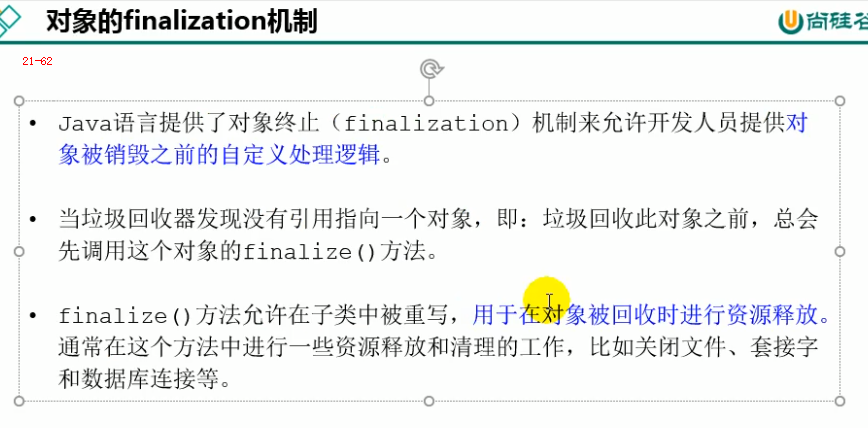 对象的finalization机制
尚硅谷
21-62
• Java语言提供了对象终止（finalization）机制来允许开发人员提供对
象被销毁之前的自定义处理逻辑。
• 当垃圾回收器发现没有引用指向一个对象，即：垃圾回收此对象之前，总会
先调用这个对象的finalize()方法。
• finalize()方法允许在子类中被重写，用于在对象被回收时进行资源释放。
通常在这个方法中进行一些资源释放和清理的工作，比如关闭文件、套接字
和数据库连接等。